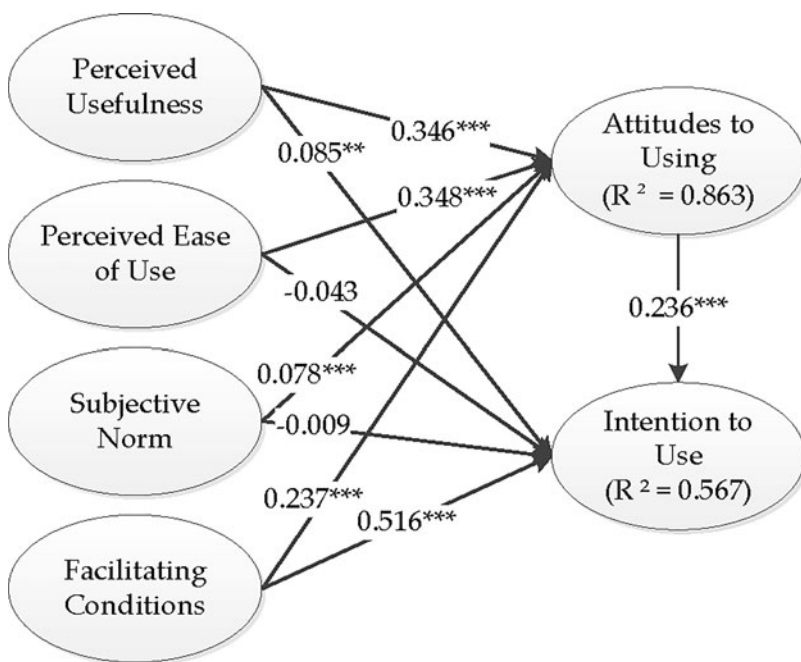 Perceived
Usefulness
Perceived Ease
of Use
Subjective
Norm
Facilitating
Conditions
0.346***
0.085**
0.348***
-0.043
0.078***
-0.009
0.237***
0.516***
Attitudes to
Using
(R² = 0.863)
0.236***
Intention to
Use
(R² = 0.567)